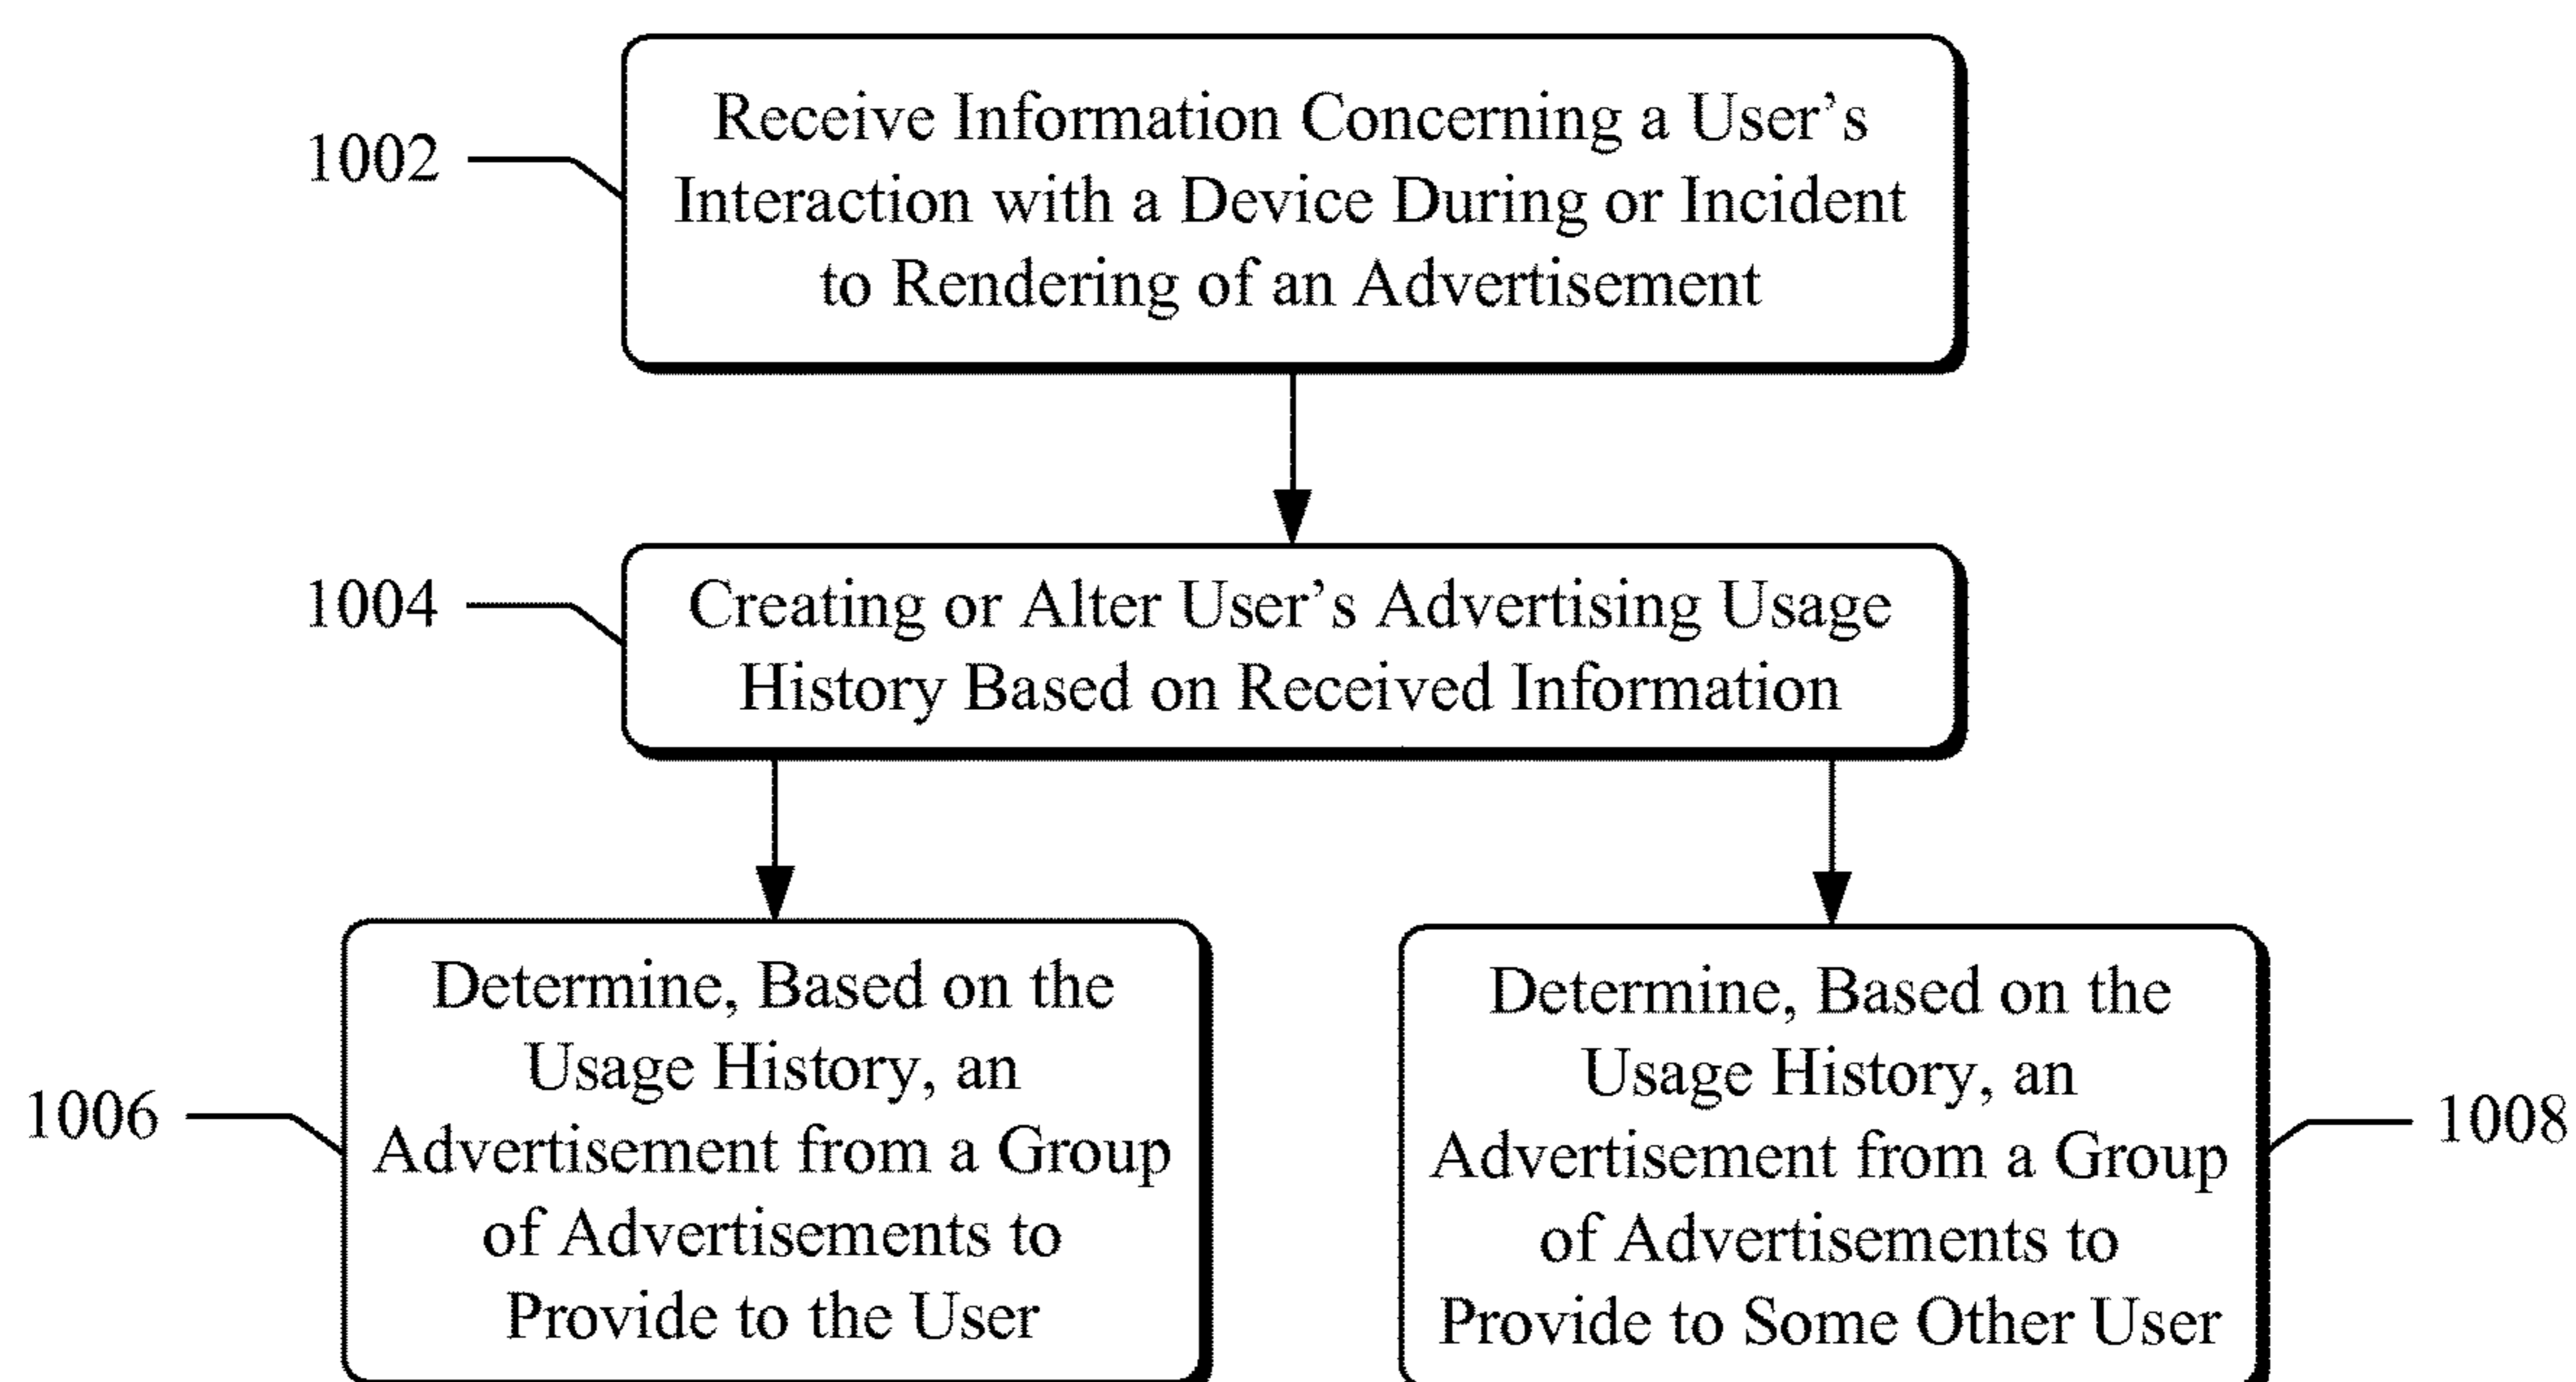 1002
Receive Information Concerning a User's
Interaction with a Device During or Incident
to Rendering of an Advertisement
1004
Creating or Alter User's Advertising Usage
History Based on Received Information
1006
Determine, Based on the
Usage History, an
Advertisement from a Group
of Advertisements to
Provide to the User
Determine, Based on the
Usage History, an
Advertisement from a Group
of Advertisements to
Provide to Some Other User
1008